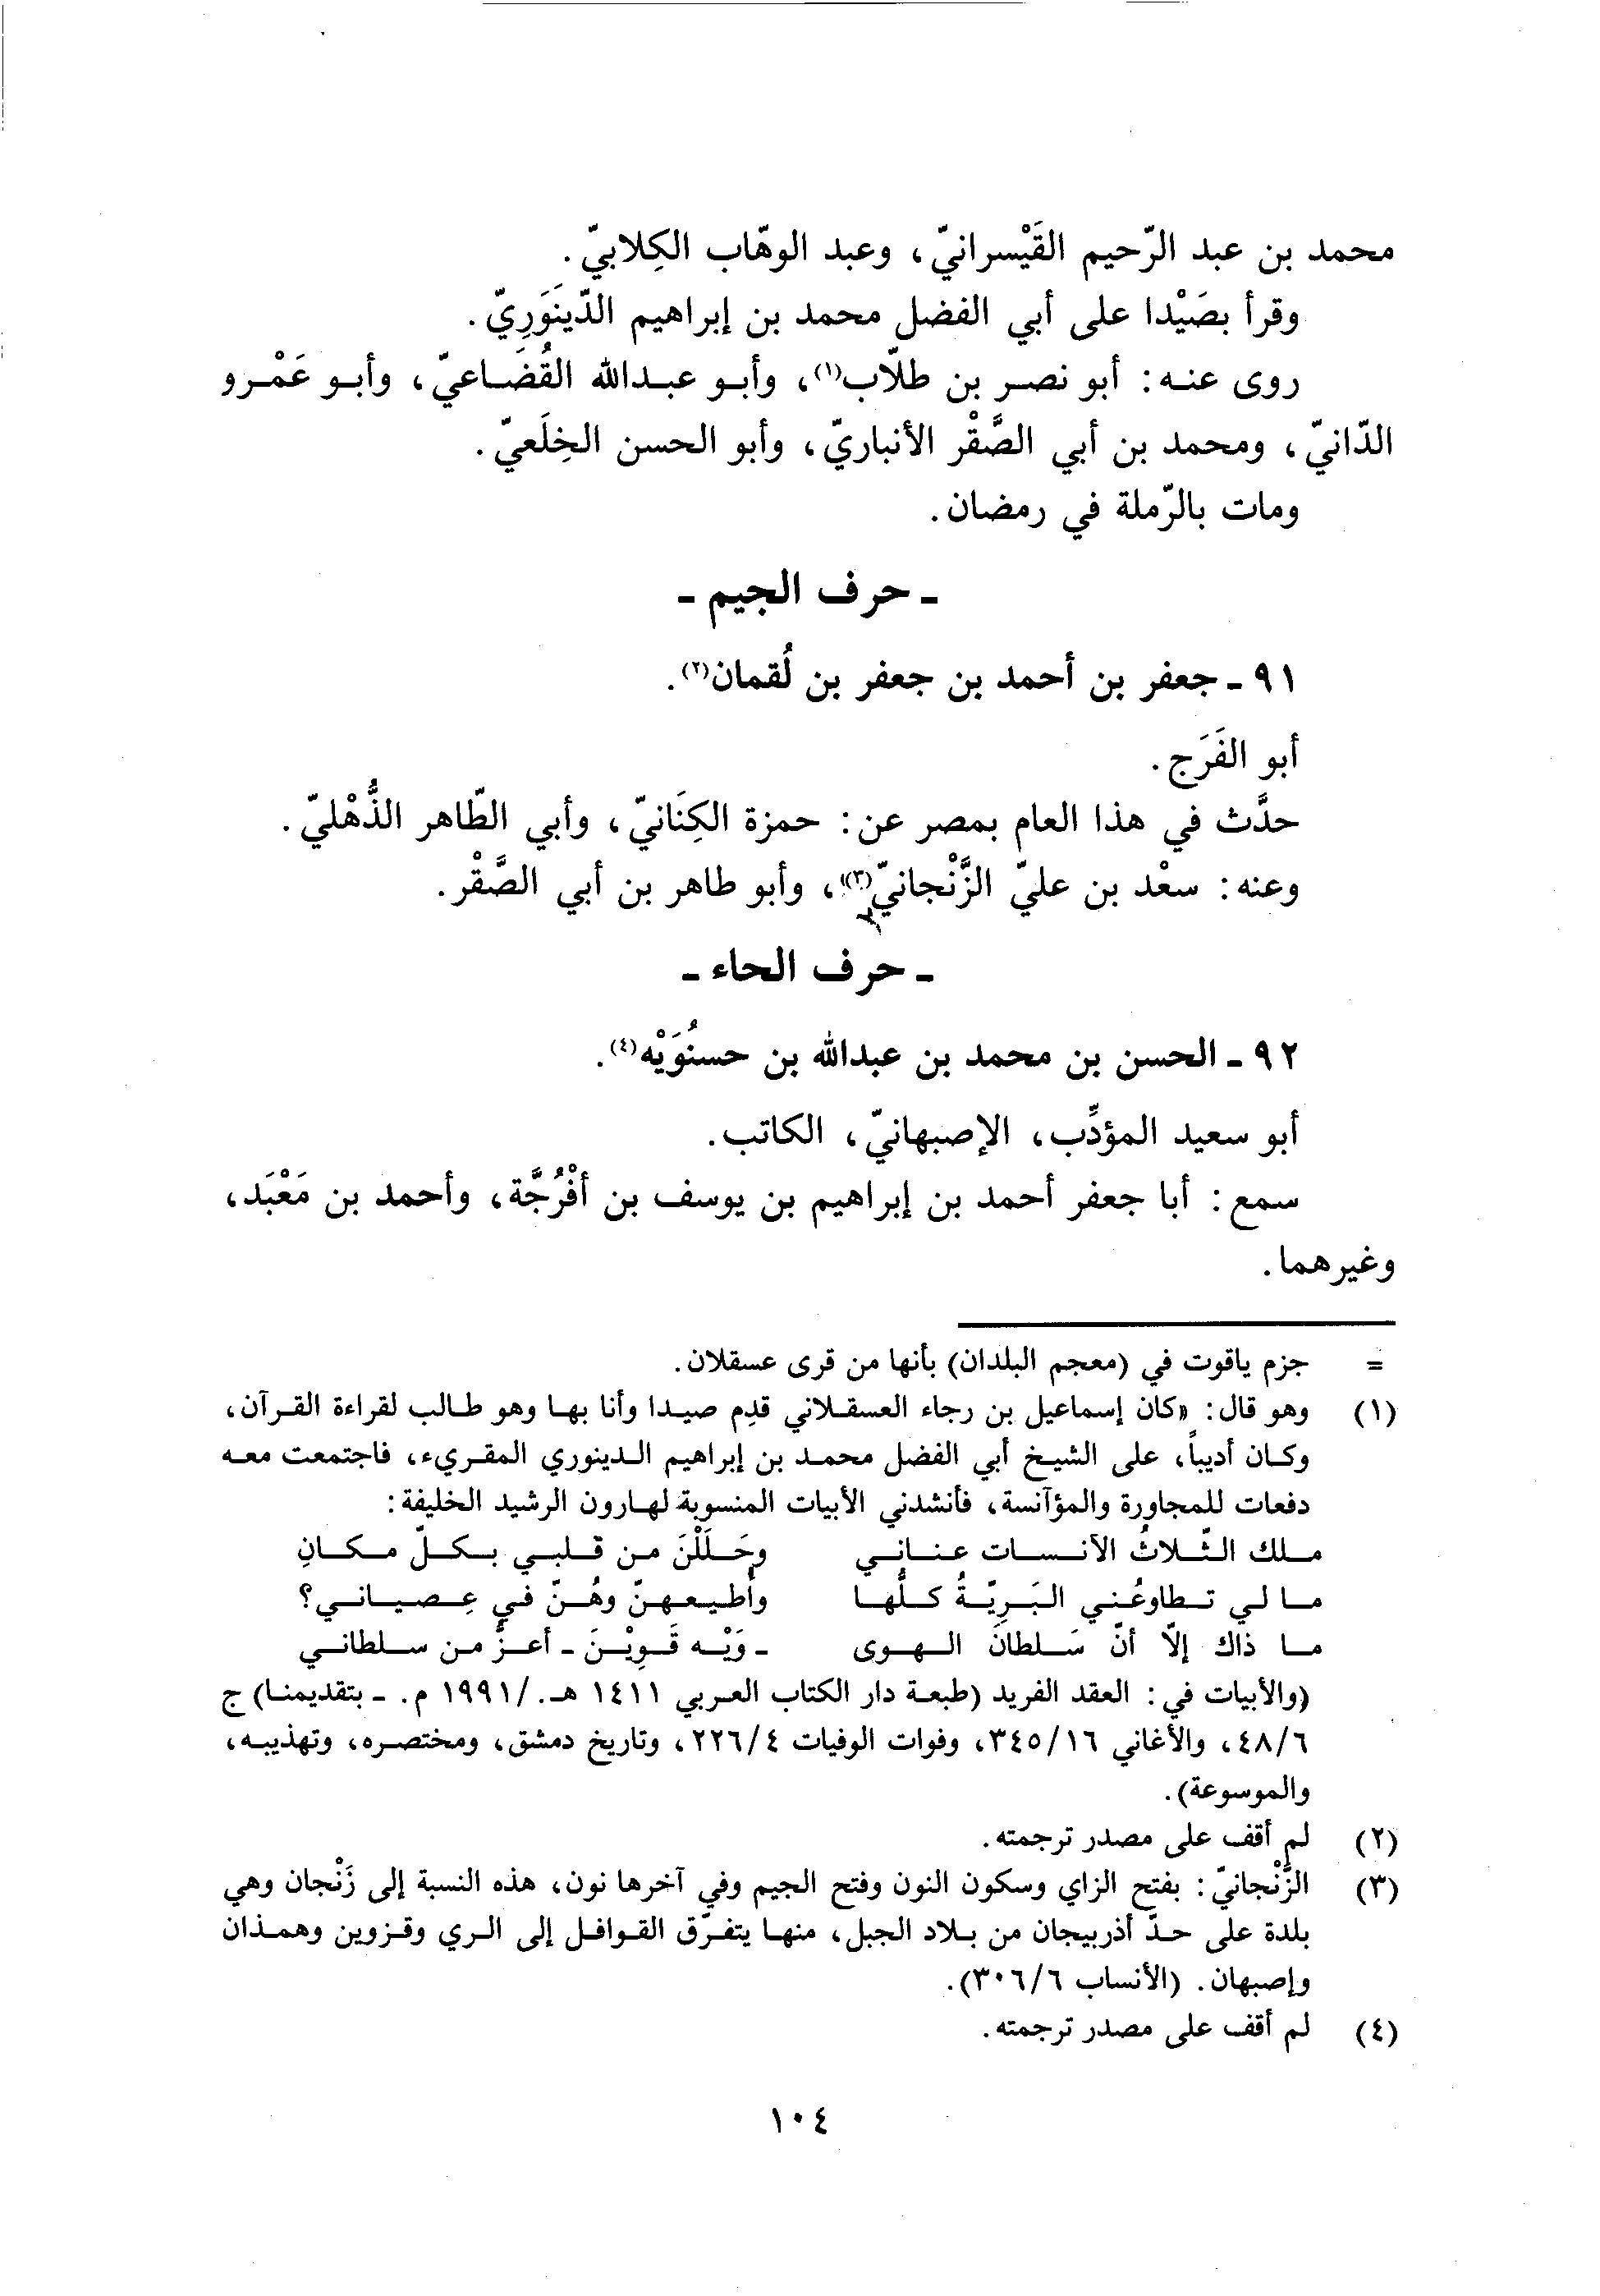 محمد بن عبد الرّحيم القَيْسرانيّ، وعبد الوهّاب الكِلابيّ.
وقرأ بصَيْدا على أبي الفضل محمد بن إبراهيم الدّينَوَرِيّ.
روى عنه: أبو نصر بن طلّاب(١)، وأبو عبدالله القُضَاعيّ، وأبو عَمْرو
الدّانيّ، ومحمد بن أبي الصَّقْر الأنباريّ، وأبو الحسن الخِلَعيّ.
ومات بالرّملة في رمضان.
ـ حرف الجيم ـ
٩١ ـ جعفر بن أحمد بن جعفر بن لُقمان(٢).
أبو الفَرَج.
حدَّث في هذا العام بمصر عن: حمزة الكِنَانيّ، وأبي الطّاهر الذُّهْليّ.
وعنه: سعْد بن عليّ الزَّنْجانيّ(٣)، وأبو طاهر بن أبي الصَّقْر.
ـ حرف الحاء ـ
٩٢ ـ الحسن بن محمد بن عبدالله بن حسنُوَيْه(٤).
أبو سعيد المؤدِّب، الإصبهانيّ، الكاتب.
سمع: أبا جعفر أحمد بن إبراهيم بن يوسف بن أفْرُجَّة، وأحمد بن مَعْبَد،
وغيرهما.
= جزم ياقوت في (معجم البلدان) بأنها من قرى عسقلان.
(١) وهو قال: «كان إسماعيل بن رجاء العسقلاني قدِم صيدا وأنا بها وهو طالب لقراءة القرآن،
وكان أديباً، على الشيخ أبي الفضل محمد بن إبراهيم الدينوري المقريء، فاجتمعت معه
دفعات للمجاورة والمؤآنسة، فأنشدني الأبيات المنسوبة لهارون الرشيد الخليفة:
ملك الثّلاثُ الآنسات عناني وحَلَلْنَ من قلبي بكلّ مكانِ
ما لي تطاوعُني البَرِيّةُ كلُّها وأطيعهنّ وهُنّ في عِصياني؟
ما ذاك إلّا أنّ سَلطانَ الهوى ـ وَيْه قَوِيْنَ ـ أعزُّ من سلطاني
(والأبيات في: العقد الفريد (طبعة دار الكتاب العربي ١٤١١ هـ./١٩٩١ م. ـ بتقديمنا) ج
٤٨/٦، والأغاني ٣٤٥/١٦، وفوات الوفيات ٢٢٦/٤، وتاريخ دمشق، ومختصره، وتهذيبه،
والموسوعة).
(٢) لم أقف على مصدر ترجمته.
(٣) الزَّنْجانيّ: بفتح الزاي وسكون النون وفتح الجيم وفي آخرها نون، هذه النسبة إلى زَنْجان وهي
بلدة على حدّ أذربيجان من بلاد الجبل، منها يتفرّق القوافل إلى الري وقزوين وهمذان
وإصبهان. (الأنساب ٣٠٦/٦).
(٤) لم أقف على مصدر ترجمته.
١٠٤